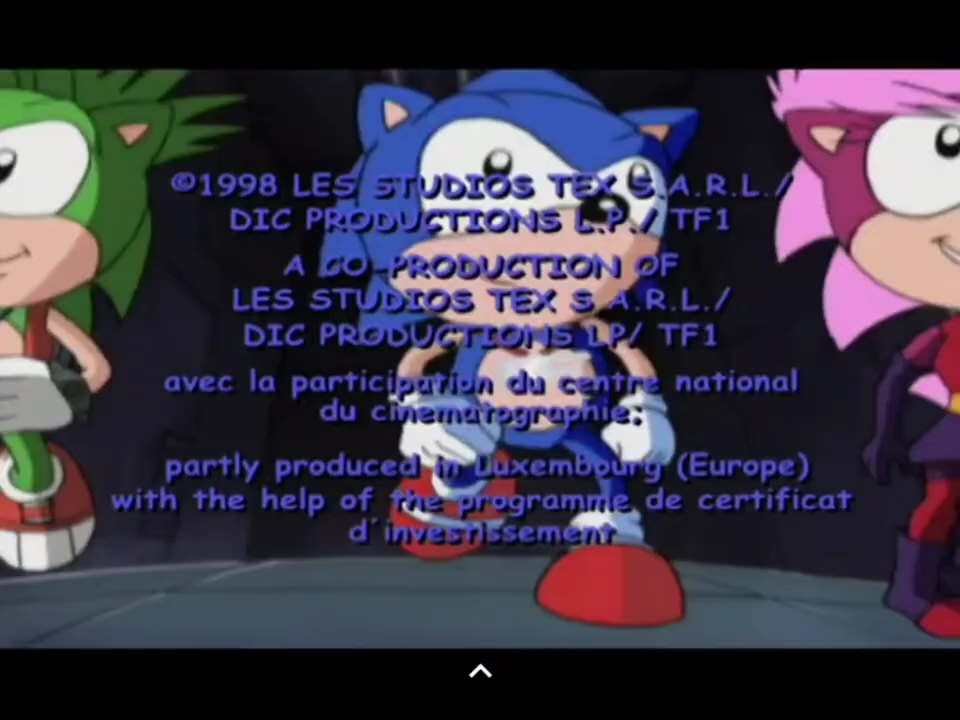 ©1998 LES STUDIOS TEX S.A.R.L./
DIC PRODUCTIONS L.P./ TF1
A CO-PRODUCTION OF
LES STUDIOS TEX S.A.R.L./
DIC PRODUCTIONS LP/ TF1
avec la participation du centre national
du cinematographie:
partly produced in Luxembourg (Europe)
with the help of the programme de certificat
d'investissement